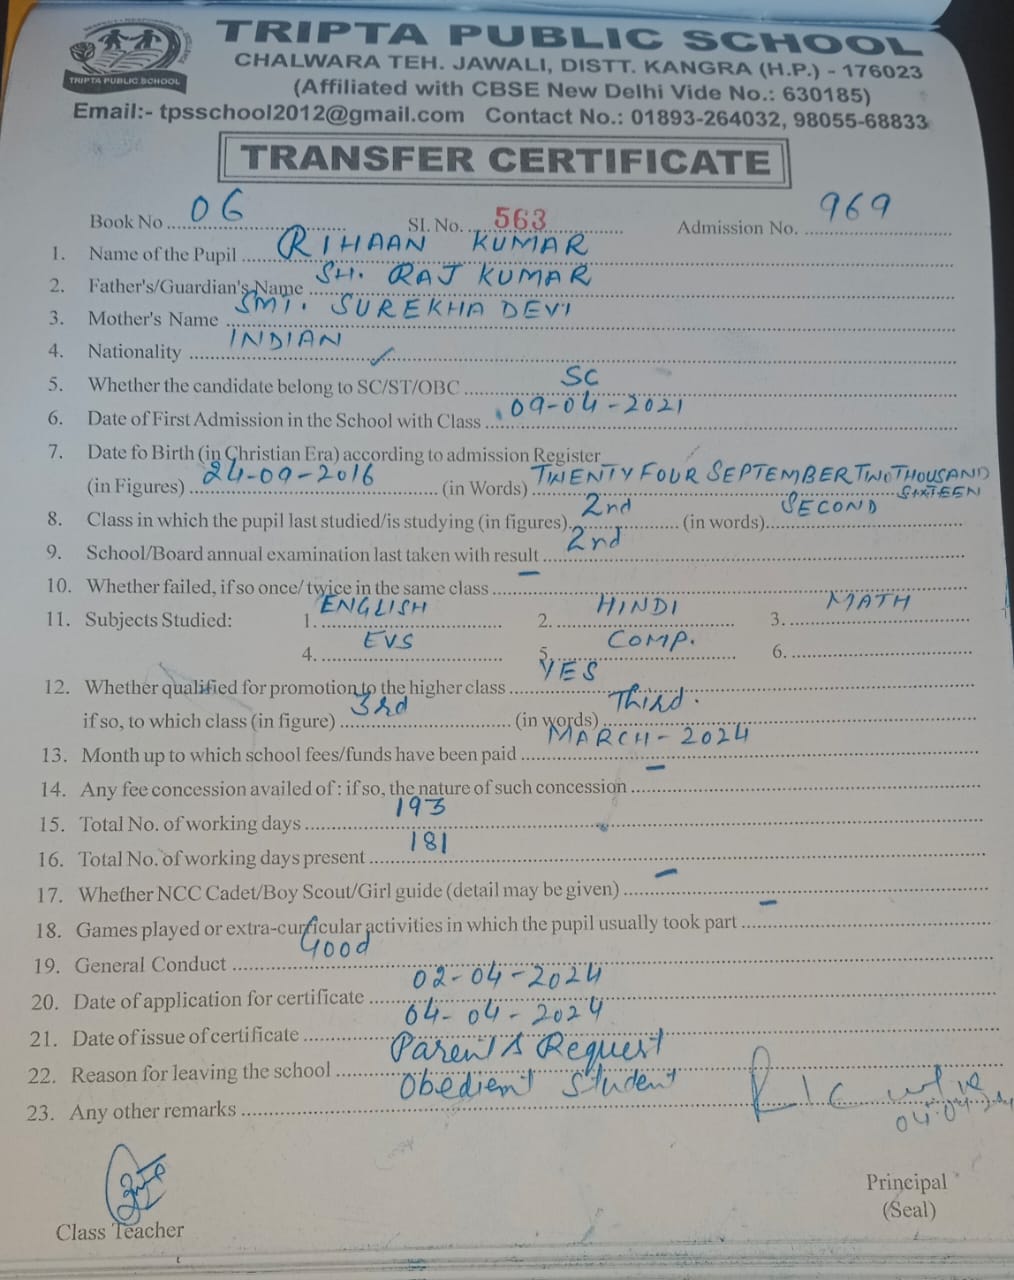 TRIPTA PUBLIC SCHOOL
TRIPTA PUBLIC SCHOOL
CHALWARA TEH. JAWALI, DISTT. KANGRA (H.P.) - 176023
(Affiliated with CBSE New Delhi Vide No.: 630185)
Email:- tpsschool2012@gmail.com Contact No.: 01893-264032, 98055-68833
TRANSFER CERTIFICATE
Book No 06 Sl. No. 563 Admission No. 969
1. Name of the Pupil RIHAAN KUMAR
2. Father's/Guardian's Name SH. RAJ KUMAR
3. Mother's Name SMT. SUREKHA DEVI
4. Nationality INDIAN
5. Whether the candidate belong to SC/ST/OBC SC
6. Date of First Admission in the School with Class 09-04-2021
7. Date fo Birth (in Christian Era) according to admission Register
(in Figures) 24-09-2016 (in Words) TWENTY FOUR SEPTEMBER TWO THOUSAND SIXTEEN
8. Class in which the pupil last studied/is studying (in figures) 2nd (in words) SECOND
9. School/Board annual examination last taken with result 2nd
10. Whether failed, if so once/ twice in the same class –
11. Subjects Studied: 1. ENGLISH 2. HINDI 3. MATH
4. EVS 5. COMP. 6.
12. Whether qualified for promotion to the higher class YES
if so, to which class (in figure) 3rd (in words) Third.
13. Month up to which school fees/funds have been paid MARCH-2024
14. Any fee concession availed of : if so, the nature of such concession –
15. Total No. of working days 193
16. Total No. of working days present 181
17. Whether NCC Cadet/Boy Scout/Girl guide (detail may be given) –
18. Games played or extra-curficular activities in which the pupil usually took part –
19. General Conduct Good
20. Date of application for certificate 02-04-2024
21. Date of issue of certificate 04-04-2024
22. Reason for leaving the school Parent's Request
23. Any other remarks Obedient Student
04.04.24
Principal
(Seal)
Class Teacher